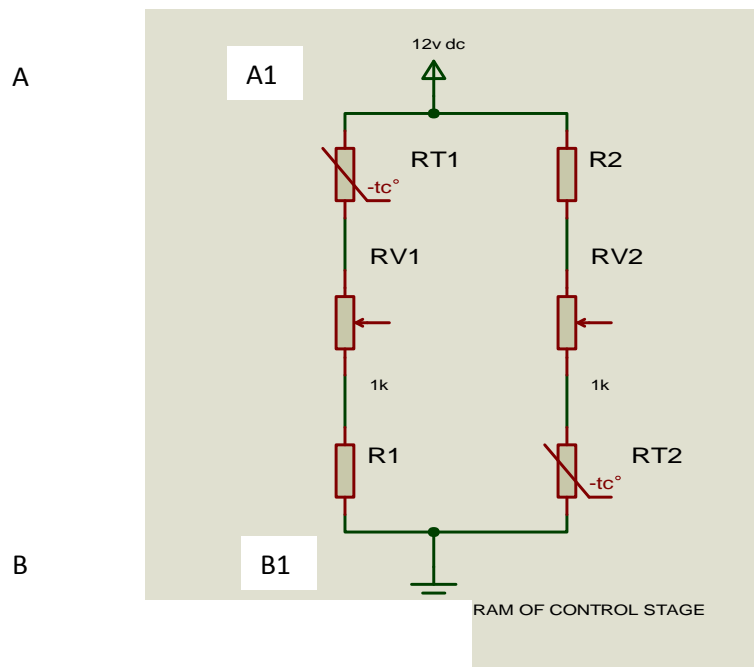 12v dc
A A1
RT1 R2
-tc°
RV1 RV2
1k 1k
R1 RT2
-tc°
B B1
RAM OF CONTROL STAGE